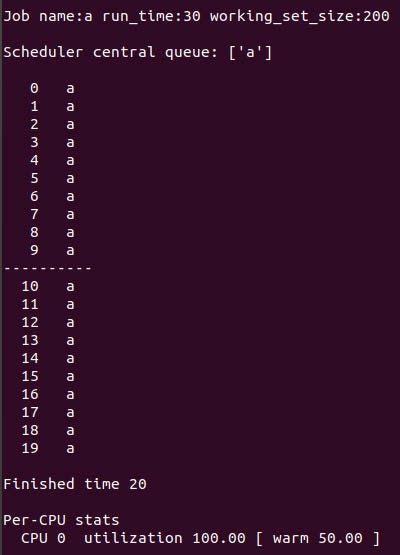 Job name:a run_time:30 working_set_size:200
Scheduler central queue: ['a']
0 a
1 a
2 a
3 a
4 a
5 a
6 a
7 a
8 a
9 a
----------
10 a
11 a
12 a
13 a
14 a
15 a
16 a
17 a
18 a
19 a
Finished time 20
Per-CPU stats
CPU 0 utilization 100.00 [ warm 50.00 ]